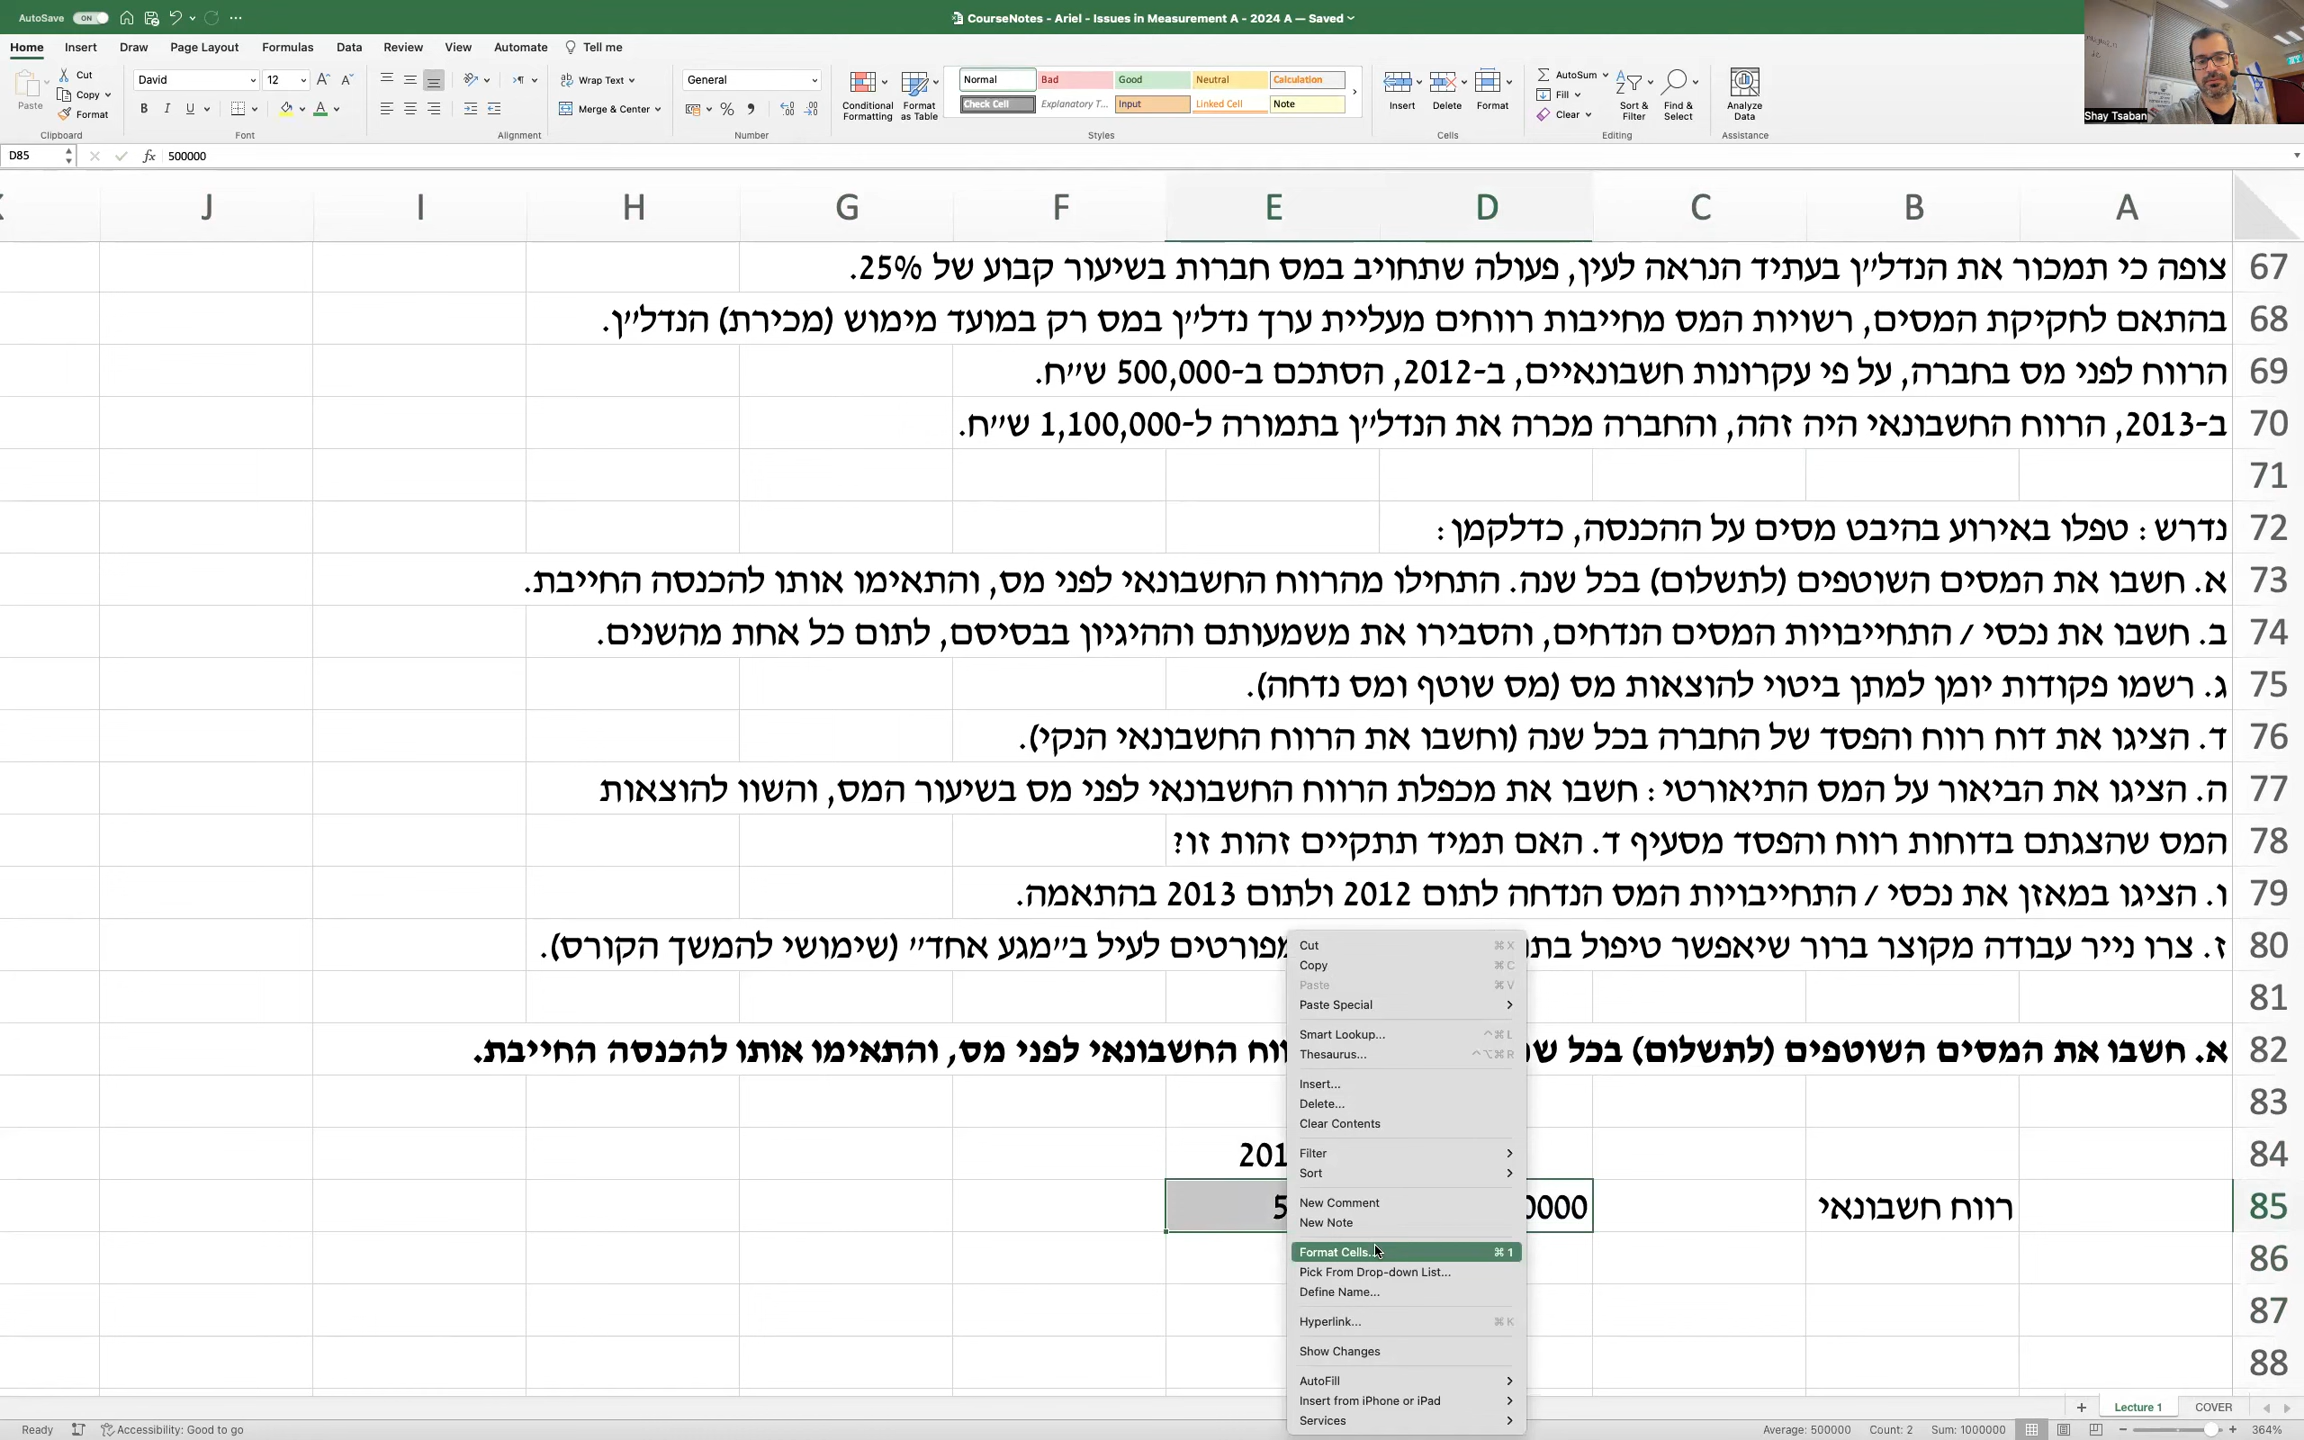 AutoSave ON
CourseNotes - Ariel - Issues in Measurement A - 2024 A — Saved
Home Insert Draw Page Layout Formulas Data Review View Automate Tell me
Paste Cut Copy Format
David 12
B I U
Wrap Text
Merge & Center
General
Conditional Formatting
Format as Table
Normal Bad Good Neutral Calculation
Check Cell Explanatory T... Input Linked Cell Note
Insert Delete Format
AutoSum
Fill
Clear
Sort & Filter
Find & Select
Analyze Data
Clipboard Font Alignment Number Styles Cells Editing Assistance
Shay Tsaban
D85 fx 500000
J I H G F E D C B A
67 צופה כי תמכור את הנדל"ן בעתיד הנראה לעין, פעולה שתחויב במס חברות בשיעור קבוע של 25%.
68 בהתאם לחקיקת המסים, רשויות המס מחייבות רווחים מעליית ערך נדל"ן במס רק במועד מימוש (מכירת) הנדל"ן.
69 הרווח לפני מס בחברה, על פי עקרונות חשבונאיים, ב-2012, הסתכם ב-500,000 ש"ח.
70 ב-2013, הרווח החשבונאי היה זהה, והחברה מכרה את הנדל"ן בתמורה ל-1,100,000 ש"ח.
71
72 נדרש: טפלו באירוע בהיבט מסים על ההכנסה, כדלקמן:
73 א. חשבו את המסים השוטפים (לתשלום) בכל שנה. התחילו מהרווח החשבונאי לפני מס, והתאימו אותו להכנסה החייבת.
74 ב. חשבו את נכסי / התחייבויות המסים הנדחים, והסבירו את משמעותם וההיגיון בבסיסם, לתום כל אחת מהשנים.
75 ג. רשמו פקודות יומן למתן ביטוי להוצאות מס (מס שוטף ומס נדחה).
76 ד. הציגו את דוח רווח והפסד של החברה בכל שנה (וחשבו את הרווח החשבונאי הנקי).
77 ה. הציגו את הביאור על המס התיאורטי: חשבו את מכפלת הרווח החשבונאי לפני מס בשיעור המס, והשוו להוצאות
78 המס שהצגתם בדוחות רווח והפסד מסעיף ד. האם תמיד תתקיים זהות זו?
79 ו. הציגו במאזן את נכסי / התחייבויות המס הנדחה לתום 2012 ולתום 2013 בהתאמה.
80 ז. צרו נייר עבודה מקוצר ברור שיאפשר טיפול מפורטים לעיל ב"מגע אחד" (שימושי להמשך הקורס).
81
82 א. חשבו את המסים השוטפים (לתשלום) בכל החשבונאי לפני מס, והתאימו אותו להכנסה החייבת.
83
84 201
85 רווח חשבונאי 0000 5
86
87
88
Cut ⌘X
Copy ⌘C
Paste ⌘V
Paste Special
Smart Lookup... ^⌘L
Thesaurus... ^⌥⌘R
Insert...
Delete...
Clear Contents
Filter
Sort
New Comment
New Note
Format Cells... ⌘1
Pick From Drop-down List...
Define Name...
Hyperlink... ⌘K
Show Changes
AutoFill
Insert from iPhone or iPad
Services
Lecture 1 COVER
Ready Accessibility: Good to go Average: 500000 Count: 2 Sum: 1000000 364%